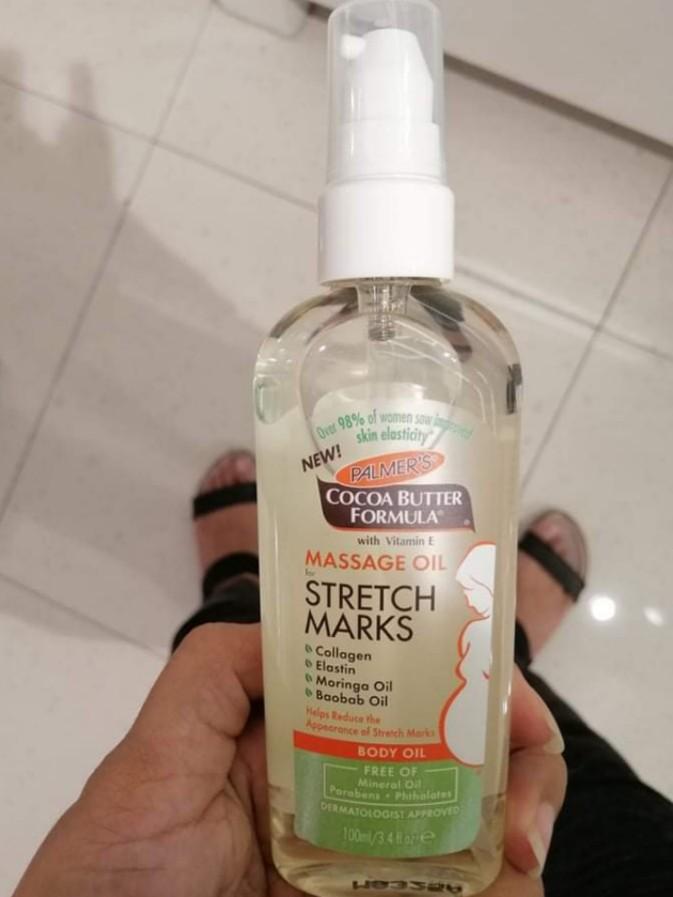 Over 98% of women saw improved
skin elasticity*
NEW!
PALMER'S®
COCOA BUTTER
FORMULA®
with Vitamin E
MASSAGE OIL
for
STRETCH
MARKS
Collagen
Elastin
Moringa Oil
Baobab Oil
Helps Reduce the
Appearance of Stretch Marks
BODY OIL
FREE OF
Mineral Oil
Parabens • Phthalates
DERMATOLOGIST APPROVED
100ml/3.4 fl oz ℮